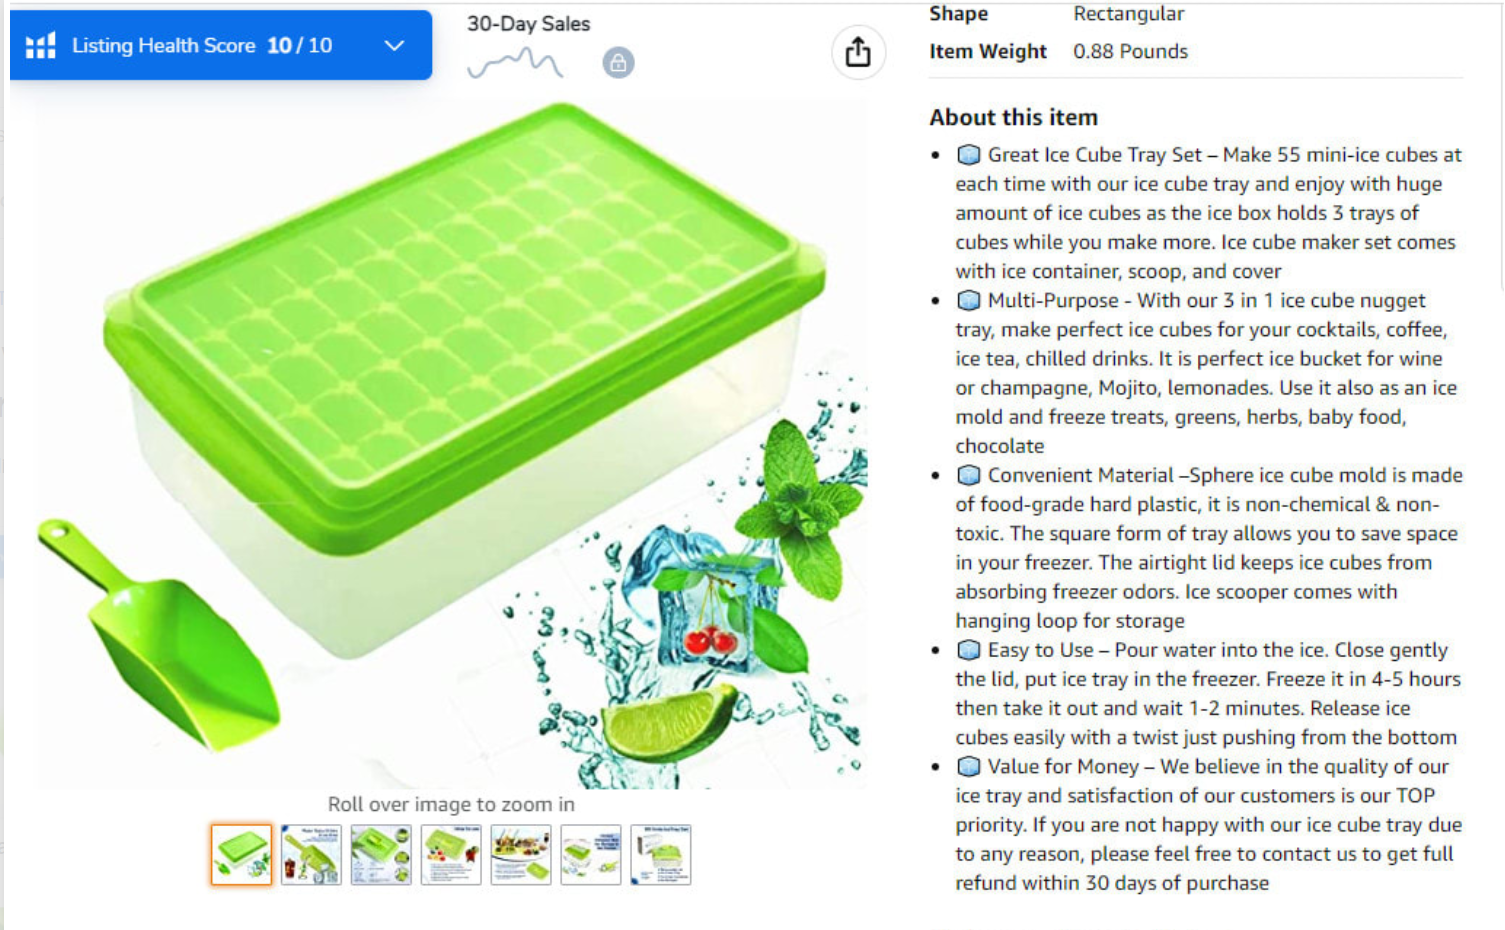 Listing Health Score 10 / 10
30-Day Sales
Roll over image to zoom in
Shape Rectangular
Item Weight 0.88 Pounds
About this item
• 🧊 Great Ice Cube Tray Set – Make 55 mini-ice cubes at
each time with our ice cube tray and enjoy with huge
amount of ice cubes as the ice box holds 3 trays of
cubes while you make more. Ice cube maker set comes
with ice container, scoop, and cover
• 🧊 Multi-Purpose - With our 3 in 1 ice cube nugget
tray, make perfect ice cubes for your cocktails, coffee,
ice tea, chilled drinks. It is perfect ice bucket for wine
or champagne, Mojito, lemonades. Use it also as an ice
mold and freeze treats, greens, herbs, baby food,
chocolate
• 🧊 Convenient Material –Sphere ice cube mold is made
of food-grade hard plastic, it is non-chemical & non-
toxic. The square form of tray allows you to save space
in your freezer. The airtight lid keeps ice cubes from
absorbing freezer odors. Ice scooper comes with
hanging loop for storage
• 🧊 Easy to Use – Pour water into the ice. Close gently
the lid, put ice tray in the freezer. Freeze it in 4-5 hours
then take it out and wait 1-2 minutes. Release ice
cubes easily with a twist just pushing from the bottom
• 🧊 Value for Money – We believe in the quality of our
ice tray and satisfaction of our customers is our TOP
priority. If you are not happy with our ice cube tray due
to any reason, please feel free to contact us to get full
refund within 30 days of purchase